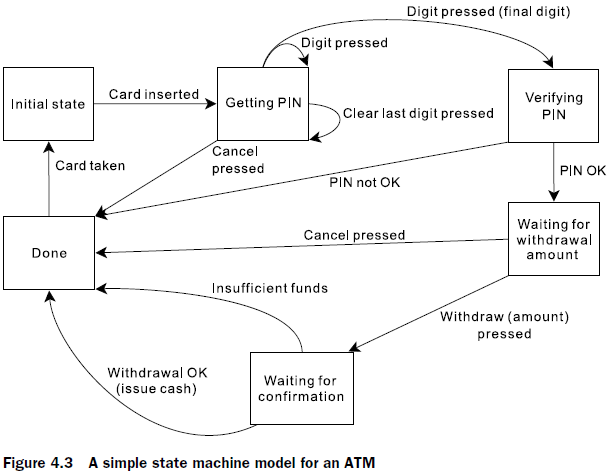 Digit pressed (final digit)
Digit pressed
Initial state
Card inserted
Getting PIN
Clear last digit pressed
Verifying
PIN
Card taken
Cancel
pressed
PIN not OK
PIN OK
Done
Cancel pressed
Waiting for
withdrawal
amount
Insufficient funds
Withdraw (amount)
pressed
Withdrawal OK
(issue cash)
Waiting for
confirmation
Figure 4.3 A simple state machine model for an ATM